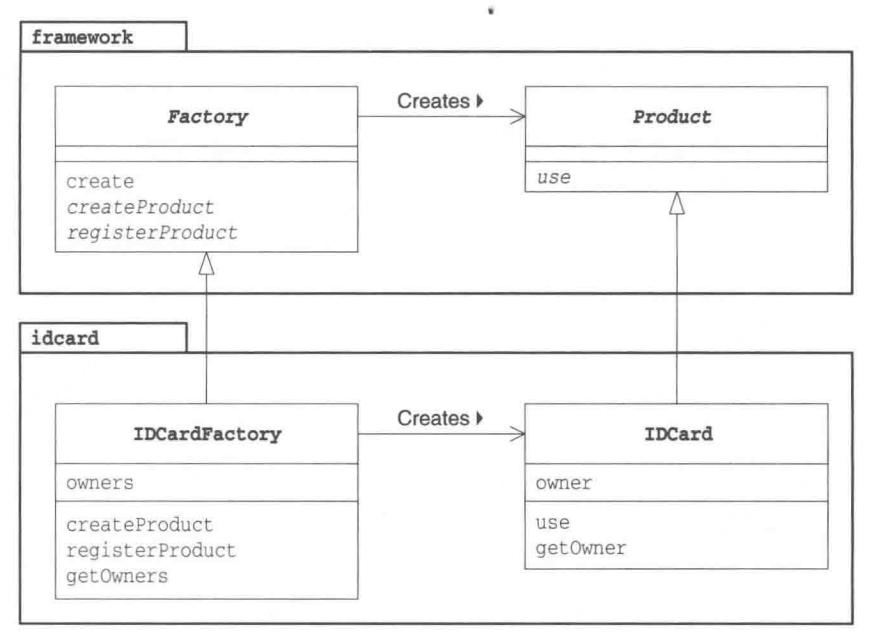 framework
Factory
Creates
Product
create
createProduct
registerProduct
use
idcard
IDCardFactory
Creates
IDCard
owners
owner
createProduct
registerProduct
getOwners
use
getOwner